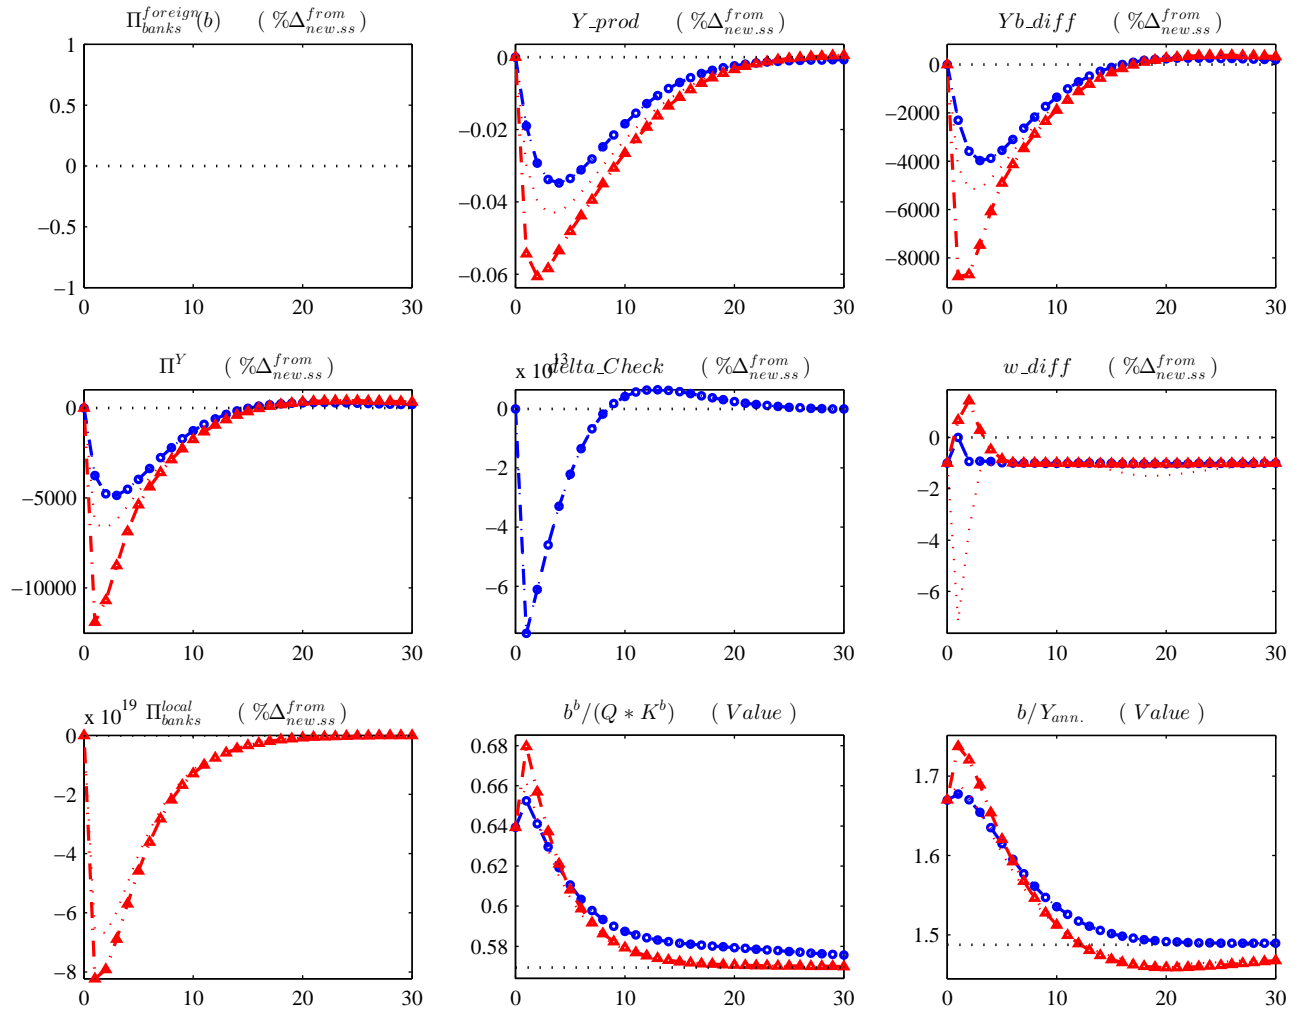 Π^{foreign}_{banks}(b) ( %Δ^{from}_{new.ss})
1
0.5
0
−0.5
−1
0 10 20 30
Y_prod ( %Δ^{from}_{new.ss})
0
−0.02
−0.04
−0.06
0 10 20 30
Yb_diff ( %Δ^{from}_{new.ss})
0
−2000
−4000
−6000
−8000
0 10 20 30
Π^Y ( %Δ^{from}_{new.ss})
0
−5000
−10000
0 10 20 30
x 10^{13}
delta_Check ( %Δ^{from}_{new.ss})
0
−2
−4
−6
0 10 20 30
w_diff ( %Δ^{from}_{new.ss})
0
−2
−4
−6
0 10 20 30
x 10^{19}
Π^{local}_{banks} ( %Δ^{from}_{new.ss})
0
−2
−4
−6
−8
0 10 20 30
b^b/(Q ∗ K^b) ( Value )
0.68
0.66
0.64
0.62
0.6
0.58
0 10 20 30
b/Y_{ann.} ( Value )
1.7
1.6
1.5
0 10 20 30